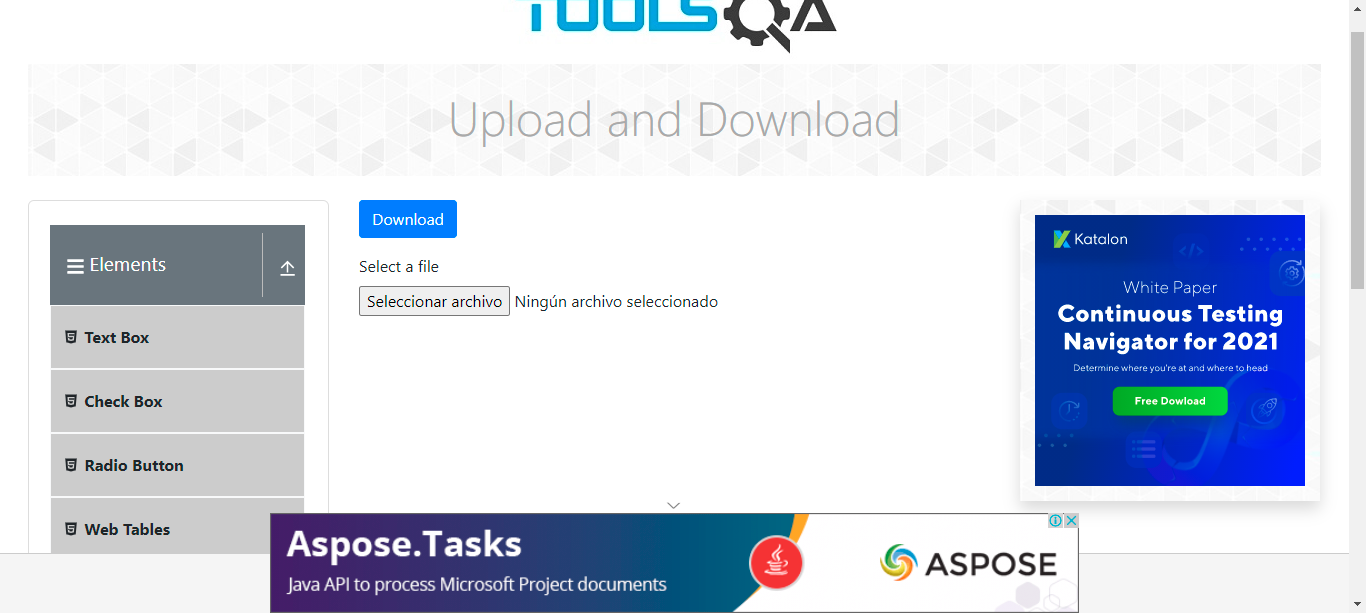 TOOLSQA
Upload and Download
Elements
Text Box
Check Box
Radio Button
Web Tables
Download
Select a file
Seleccionar archivo Ningún archivo seleccionado
Katalon
White Paper
Continuous Testing
Navigator for 2021
Determine where you're at and where to head
Free Dowload
Aspose.Tasks
Java API to process Microsoft Project documents
ASPOSE